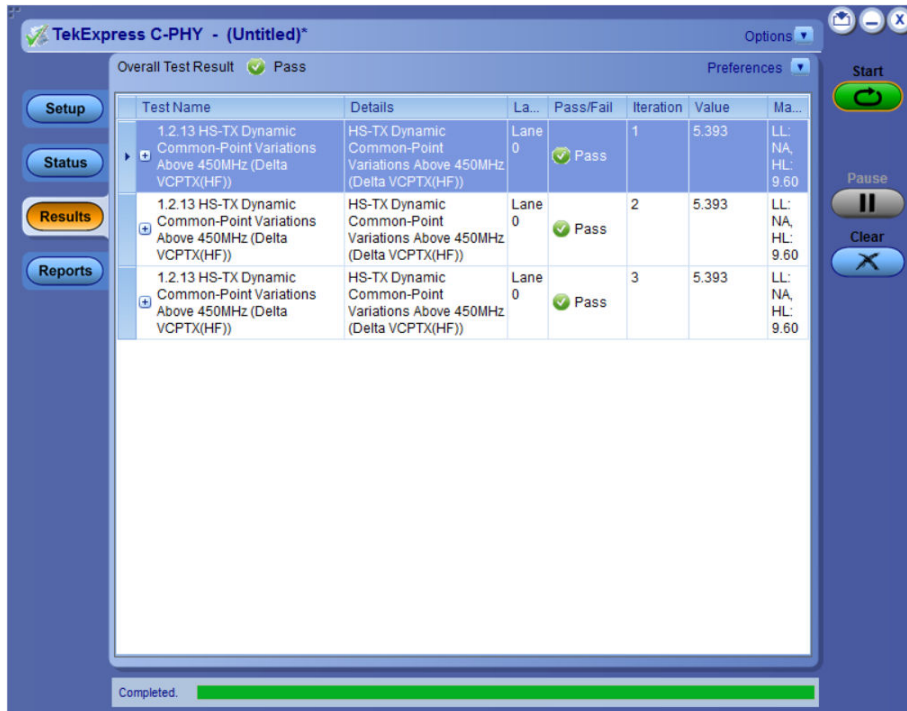 TekExpress C-PHY - (Untitled)*
Options
Overall Test Result Pass
Preferences
Start
Setup
Status
Results
Reports
Pause
Clear
Test Name Details La... Pass/Fail Iteration Value Ma...
1.2.13 HS-TX Dynamic
Common-Point Variations
Above 450MHz (Delta
VCPTX(HF))
HS-TX Dynamic
Common-Point
Variations Above 450MHz
(Delta VCPTX(HF))
Lane
0
Pass
1
5.393
LL:
NA,
HL:
9.60
1.2.13 HS-TX Dynamic
Common-Point Variations
Above 450MHz (Delta
VCPTX(HF))
HS-TX Dynamic
Common-Point
Variations Above 450MHz
(Delta VCPTX(HF))
Lane
0
Pass
2
5.393
LL:
NA,
HL:
9.60
1.2.13 HS-TX Dynamic
Common-Point Variations
Above 450MHz (Delta
VCPTX(HF))
HS-TX Dynamic
Common-Point
Variations Above 450MHz
(Delta VCPTX(HF))
Lane
0
Pass
3
5.393
LL:
NA,
HL:
9.60
Completed.